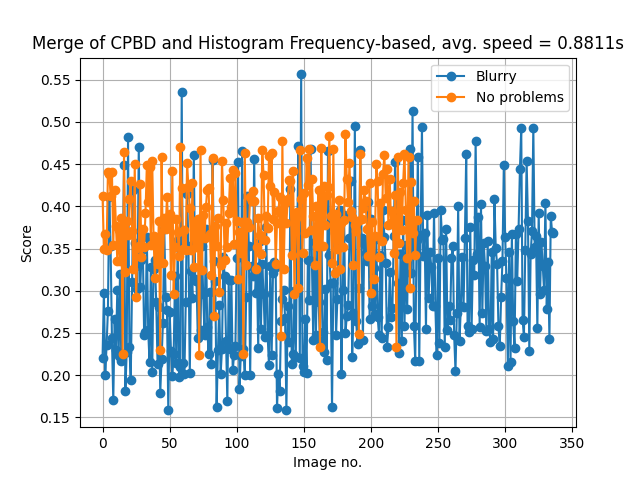 Merge of CPBD and Histogram Frequency-based, avg. speed = 0.8811s
Blurry
No problems
0.55
0.50
0.45
0.40
0.35
0.30
0.25
0.20
0.15
Score
0 50 100 150 200 250 300 350
Image no.